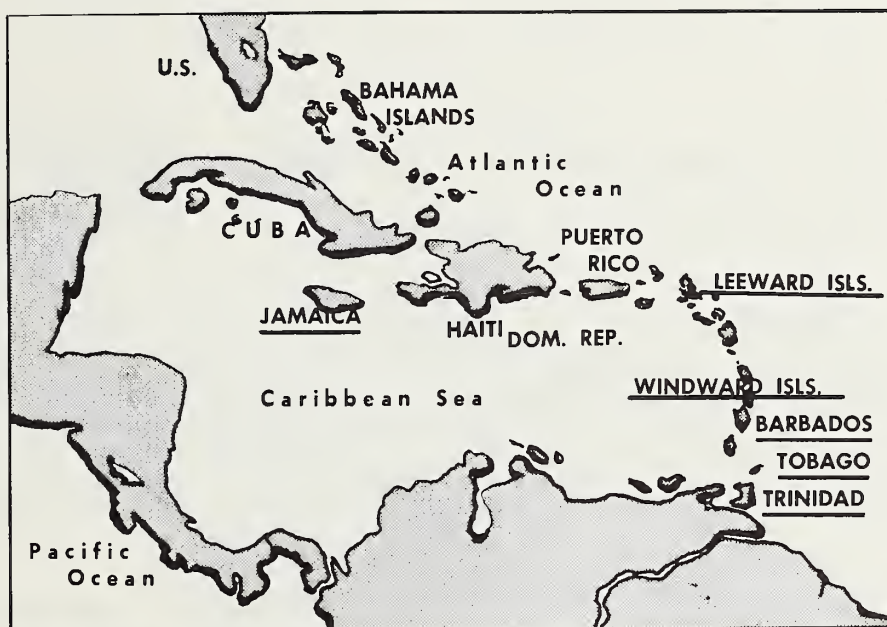 U.S.
BAHAMA
ISLANDS
Atlantic
Ocean
CUBA
PUERTO
RICO
LEEWARD ISLS.
JAMAICA
HAITI
DOM. REP.
WINDWARD ISLS.
Caribbean Sea
BARBADOS
TOBAGO
TRINIDAD
Pacific
Ocean